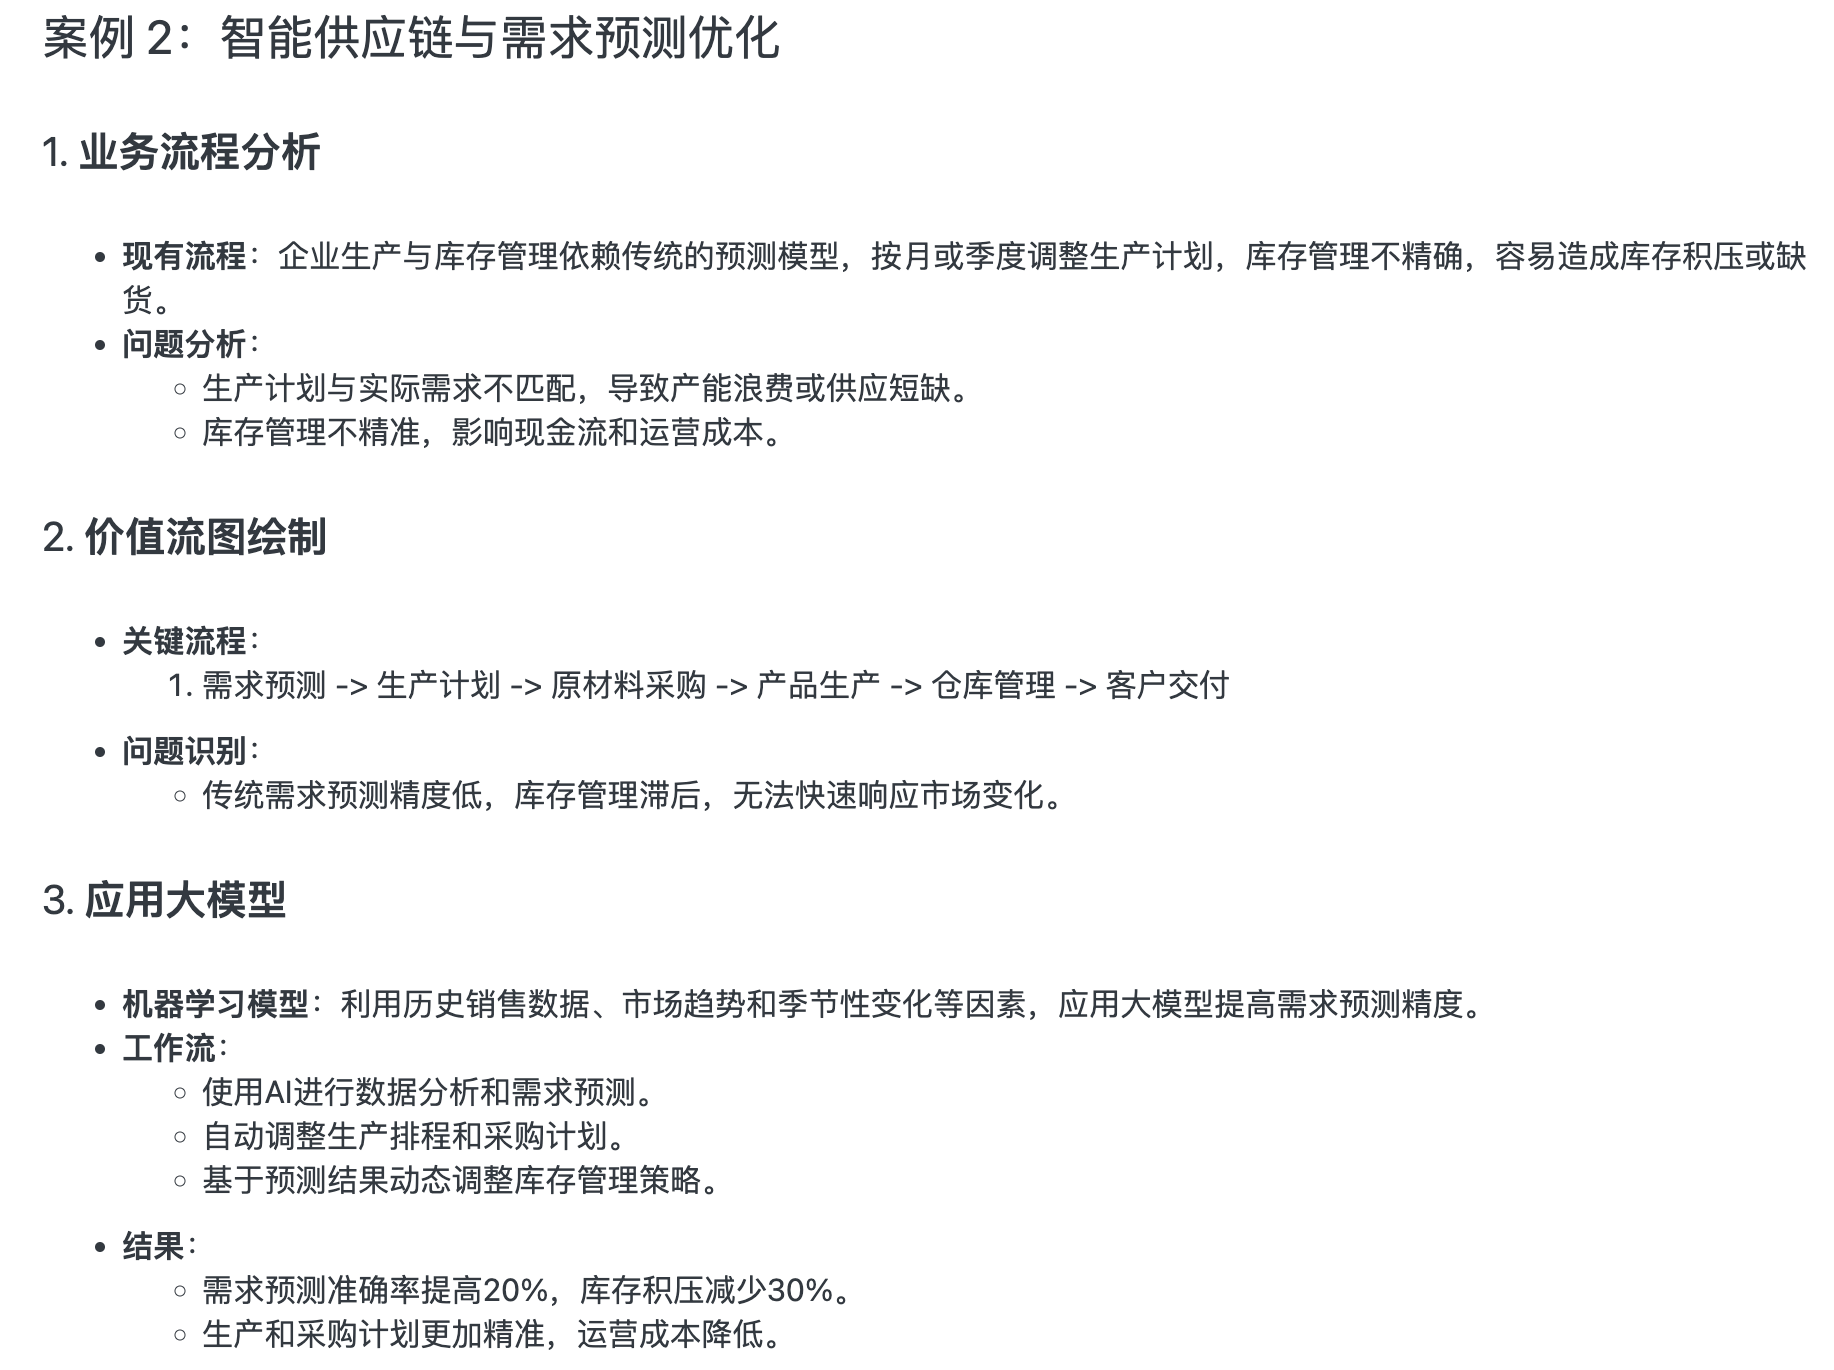 案例 2：智能供应链与需求预测优化
1. 业务流程分析
• 现有流程：企业生产与库存管理依赖传统的预测模型，按月或季度调整生产计划，库存管理不精确，容易造成库存积压或缺
货。
• 问题分析：
○ 生产计划与实际需求不匹配，导致产能浪费或供应短缺。
○ 库存管理不精准，影响现金流和运营成本。
2. 价值流图绘制
• 关键流程：
1. 需求预测 -> 生产计划 -> 原材料采购 -> 产品生产 -> 仓库管理 -> 客户交付
• 问题识别：
○ 传统需求预测精度低，库存管理滞后，无法快速响应市场变化。
3. 应用大模型
• 机器学习模型：利用历史销售数据、市场趋势和季节性变化等因素，应用大模型提高需求预测精度。
• 工作流：
○ 使用AI进行数据分析和需求预测。
○ 自动调整生产排程和采购计划。
○ 基于预测结果动态调整库存管理策略。
• 结果：
○ 需求预测准确率提高20%，库存积压减少30%。
○ 生产和采购计划更加精准，运营成本降低。